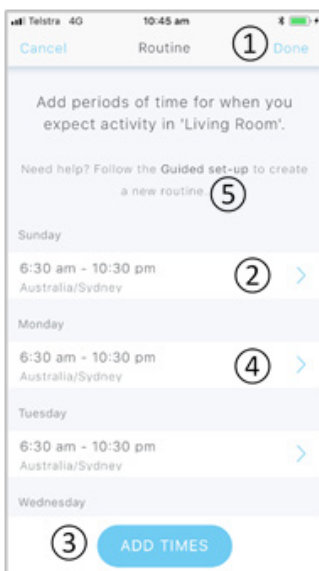 Telstra 4G 10:45 am
Cancel Routine 1 Done
Add periods of time for when you
expect activity in 'Living Room'.
Need help? Follow the Guided set-up to create
a new routine. 5
Sunday
6:30 am - 10:30 pm 2
Australia/Sydney
Monday
6:30 am - 10:30 pm 4
Australia/Sydney
Tuesday
6:30 am - 10:30 pm
Australia/Sydney
Wednesday
3 ADD TIMES